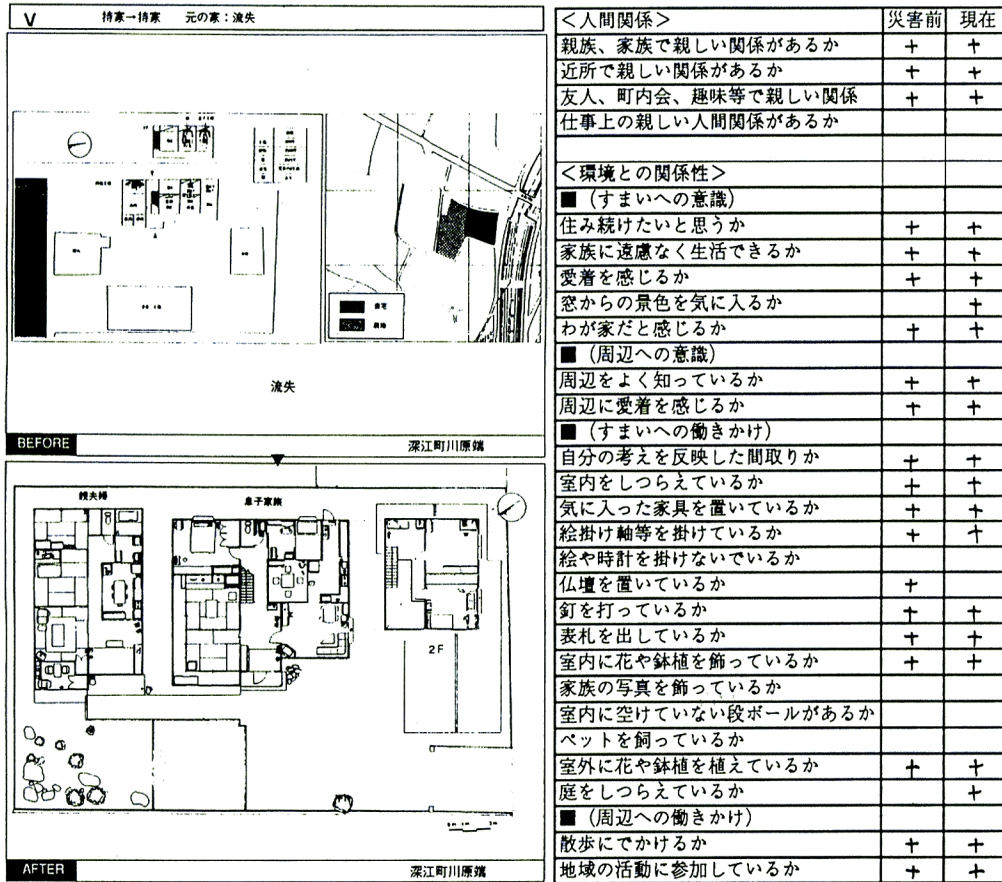 V 持家→持家 元の家：流失
自宅
流失
BEFORE 深江町川原端
親夫婦 息子家族
2F
AFTER 深江町川原端
＜人間関係＞ 災害前 現在
親族、家族で親しい関係があるか ＋ ＋
近所で親しい関係があるか ＋ ＋
友人、町内会、趣味等で親しい関係 ＋ ＋
仕事上の親しい人間関係があるか
＜環境との関係性＞
■（すまいへの意識）
住み続けたいと思うか ＋ ＋
家族に遠慮なく生活できるか ＋ ＋
愛着を感じるか ＋ ＋
窓からの景色を気に入るか ＋
わが家だと感じるか ＋ ＋
■（周辺への意識）
周辺をよく知っているか ＋ ＋
周辺に愛着を感じるか ＋ ＋
■（すまいへの働きかけ）
自分の考えを反映した間取りか ＋ ＋
室内をしつらえているか ＋ ＋
気に入った家具を置いているか ＋ ＋
絵掛け軸等を掛けているか ＋ ＋
絵や時計を掛けないでいるか
仏壇を置いているか ＋
釘を打っているか ＋ ＋
表札を出しているか ＋ ＋
室内に花や鉢植を飾っているか ＋ ＋
家族の写真を飾っているか
室内に空けていない段ボールがあるか
ペットを飼っているか
室外に花や鉢植を植えているか ＋ ＋
庭をしつらえているか ＋
■（周辺への働きかけ）
散歩にでかけるか ＋ ＋
地域の活動に参加しているか ＋ ＋